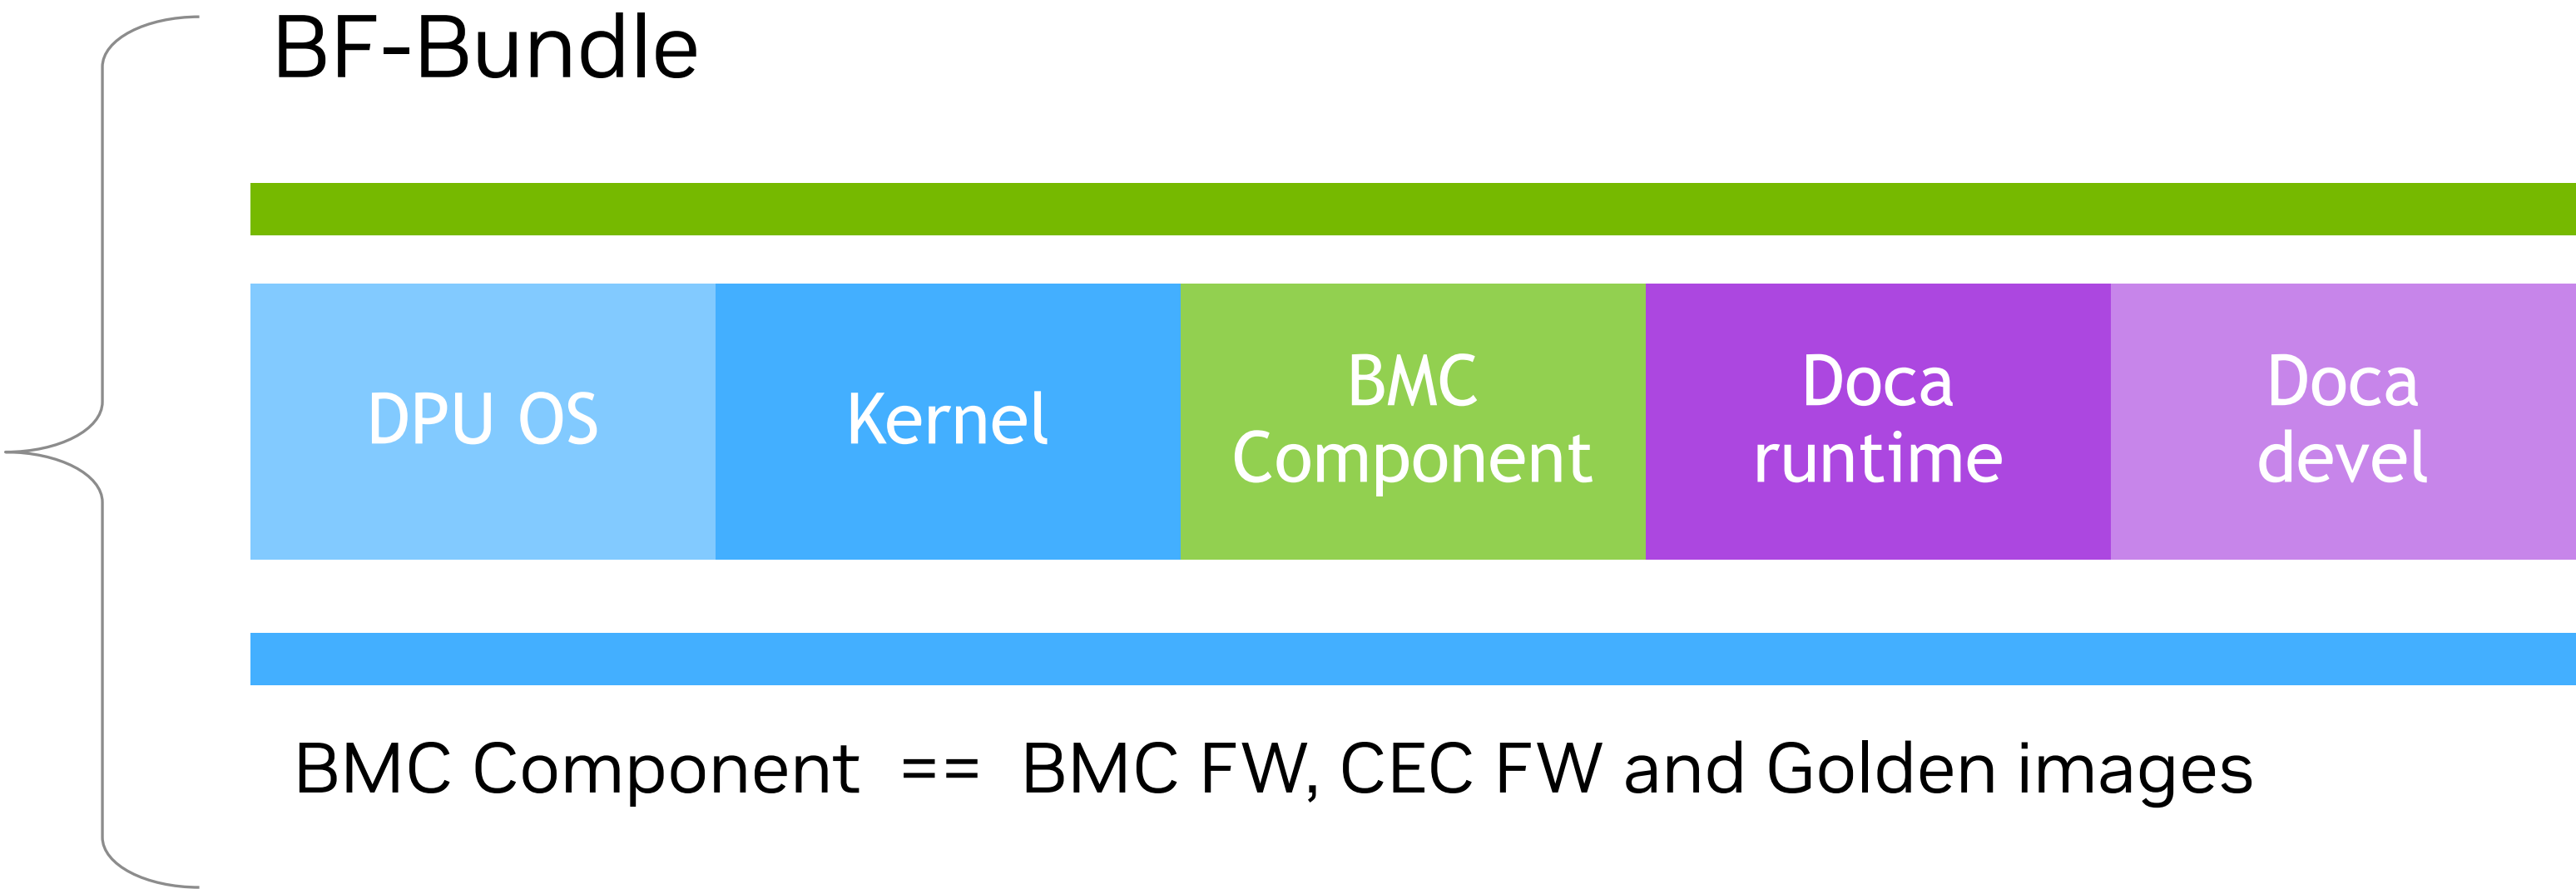 BF-Bundle
DPU OS
Kernel
BMC
Component
Doca
runtime
Doca
devel
BMC Component == BMC FW, CEC FW and Golden images